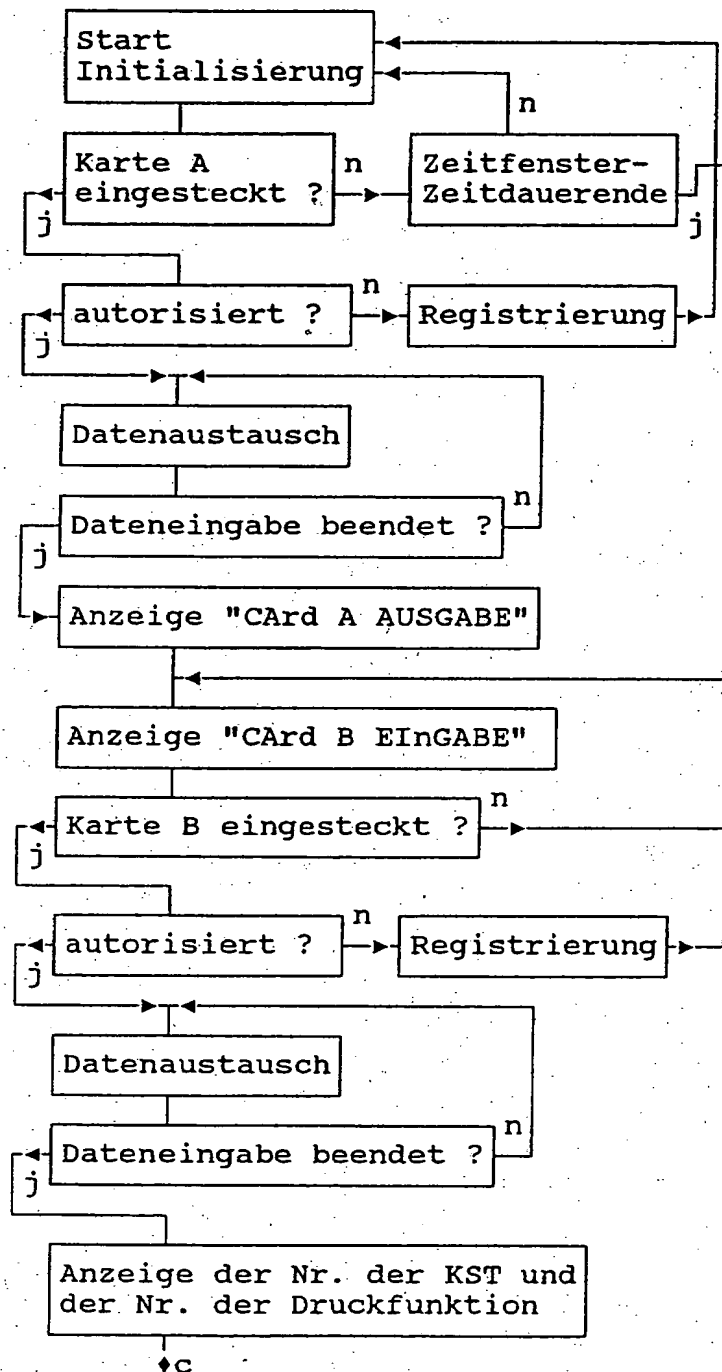 Start
Initialisierung
n
Karte A
eingesteckt ?
n
Zeitfenster-
Zeitdauerende
j
j
autorisiert ?
n
Registrierung
j
Datenaustausch
Dateneingabe beendet ?
n
j
Anzeige "CArd A AUSGABE"
Anzeige "CArd B EInGABE"
Karte B eingesteckt ?
n
j
autorisiert ?
n
Registrierung
j
Datenaustausch
Dateneingabe beendet ?
n
j
Anzeige der Nr. der KST und
der Nr. der Druckfunktion
c